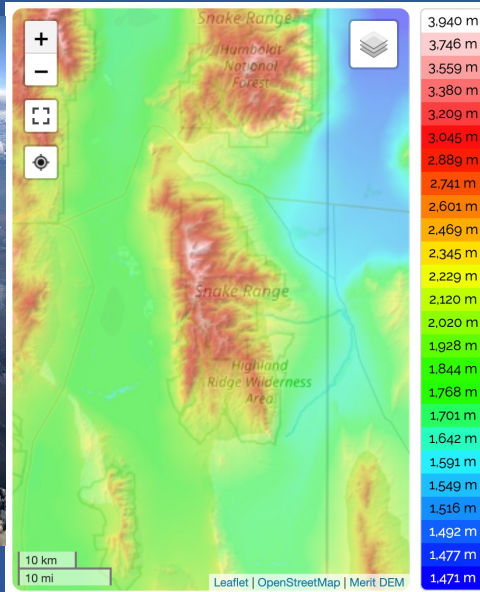 Snake Range
Humboldt
National
Forest
+
−
Snake Range
Highland
Ridge Wilderness
Area
10 km
10 mi
Leaflet | OpenStreetMap | Merit DEM
3,940 m
3,746 m
3,559 m
3,380 m
3,209 m
3,045 m
2,889 m
2,741 m
2,601 m
2,469 m
2,345 m
2,229 m
2,120 m
2,020 m
1,928 m
1,844 m
1,768 m
1,701 m
1,642 m
1,591 m
1,549 m
1,516 m
1,492 m
1,477 m
1,471 m